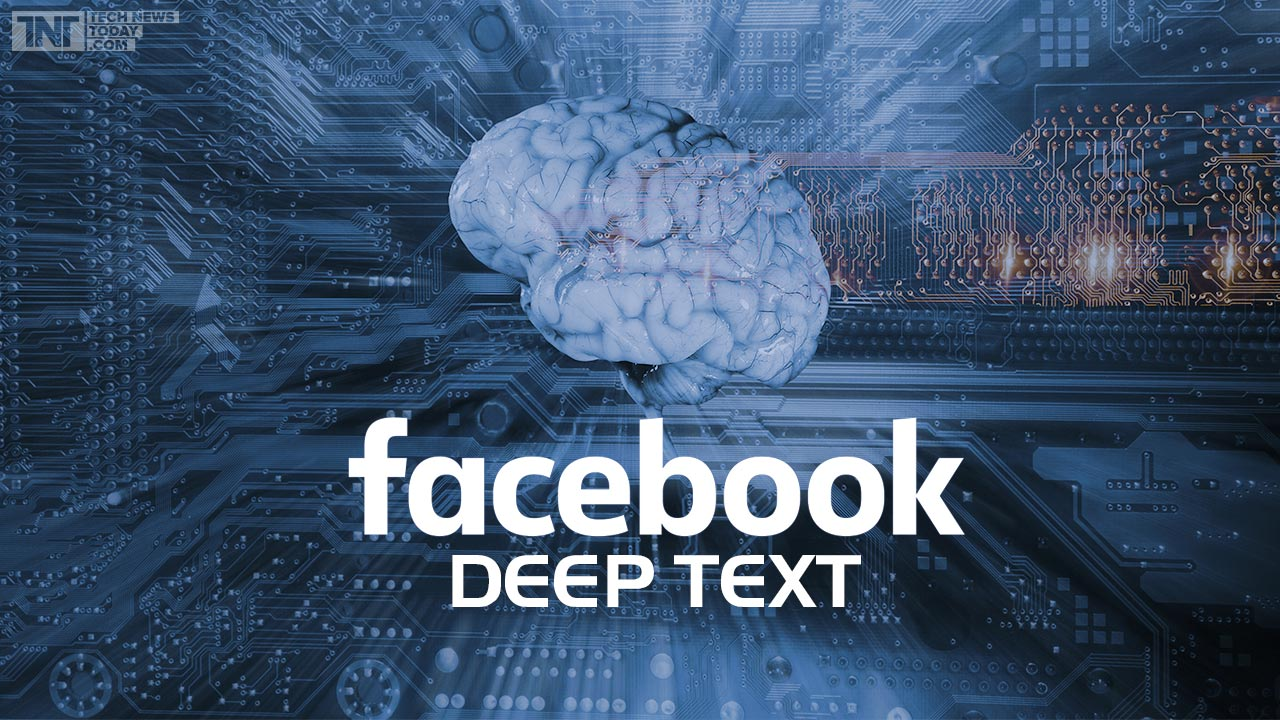 TNT TECH NEWS
TODAY
.COM
facebook
DEEP TEXT